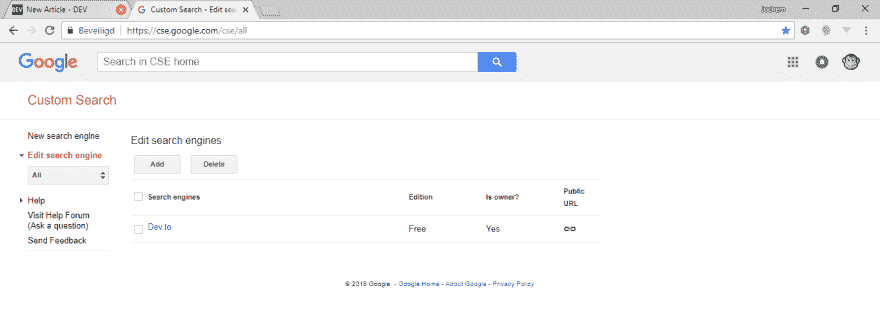 New Article - DEV
Custom Search - Edit sea
Jochem
Beveiligd
https://cse.google.com/cse/all
Google
Search in CSE home
Custom Search
New search engine
Edit search engine
All
Help
Visit Help Forum
(Ask a question)
Send Feedback
Edit search engines
Add
Delete
Search engines
Edition
Is owner?
Public
URL
Dev.to
Free
Yes
© 2018 Google - Google Home - About Google - Privacy Policy